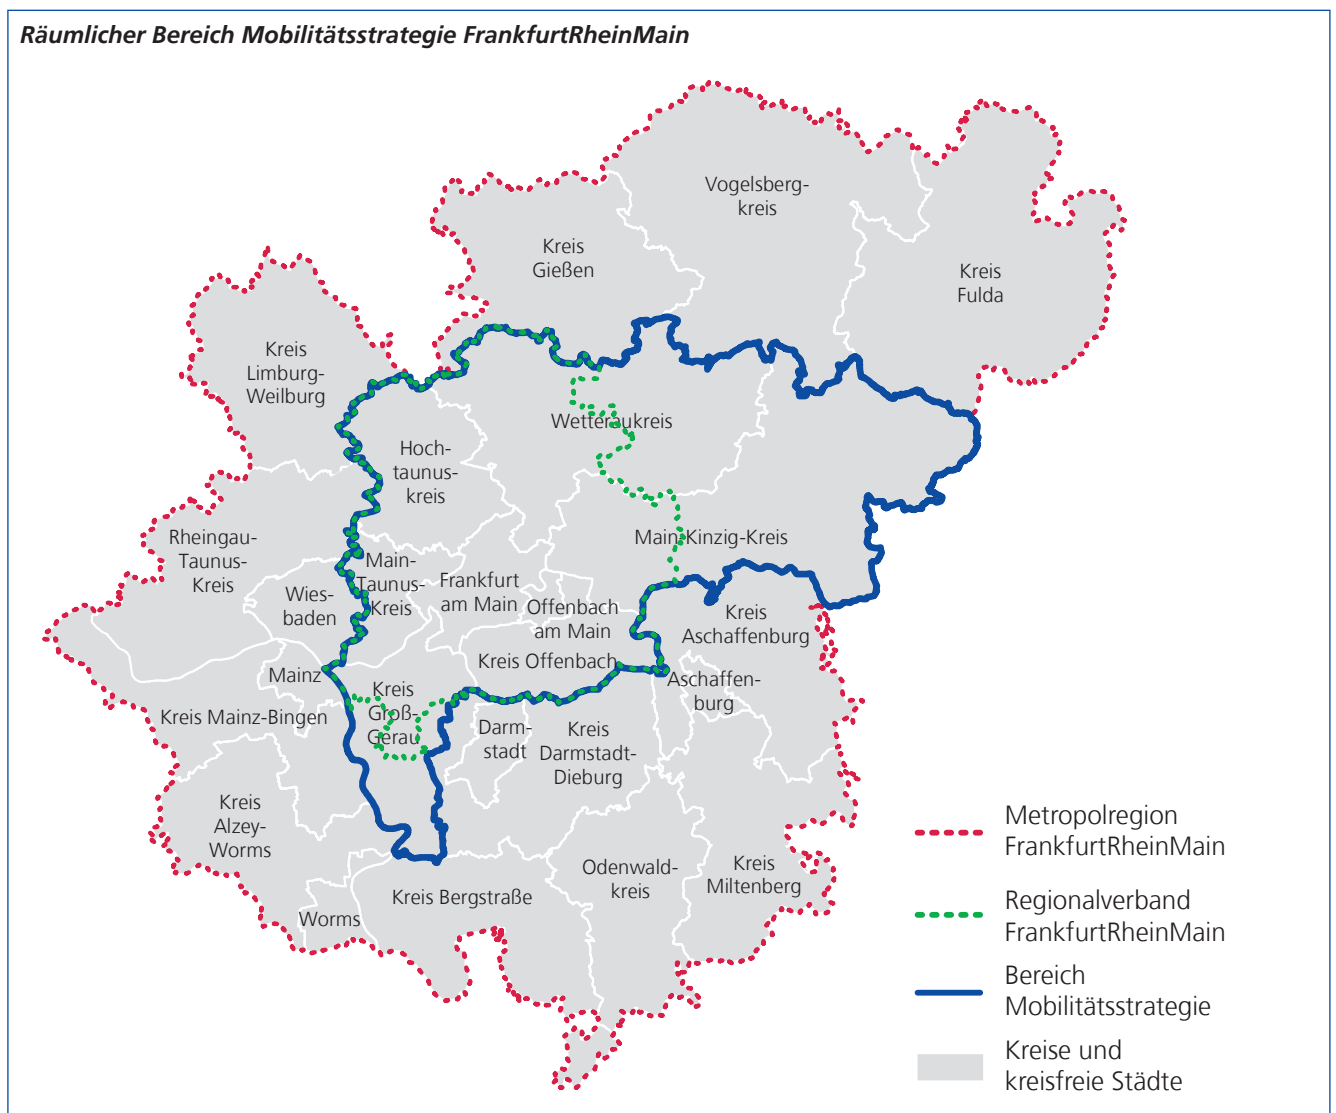 Räumlicher Bereich Mobilitätsstrategie FrankfurtRheinMain
Vogelsberg-
kreis
Kreis
Gießen
Kreis
Fulda
Kreis
Limburg-
Weilburg
Wetteraukreis
Hoch-
taunus-
kreis
Rheingau-
Taunus-
Kreis
Main-Kinzig-Kreis
Main-
Taunus-
Kreis
Frankfurt
am Main
Wies-
baden
Offenbach
am Main
Kreis
Aschaffenburg
Kreis Offenbach
Mainz
Aschaffen-
burg
Kreis
Groß-
Gerau
Kreis Mainz-Bingen
Darm-
stadt
Kreis
Darmstadt-
Dieburg
Kreis
Alzey-
Worms
Odenwald-
kreis
Kreis
Miltenberg
Kreis Bergstraße
Worms
Metropolregion
FrankfurtRheinMain
Regionalverband
FrankfurtRheinMain
Bereich
Mobilitätsstrategie
Kreise und
kreisfreie Städte